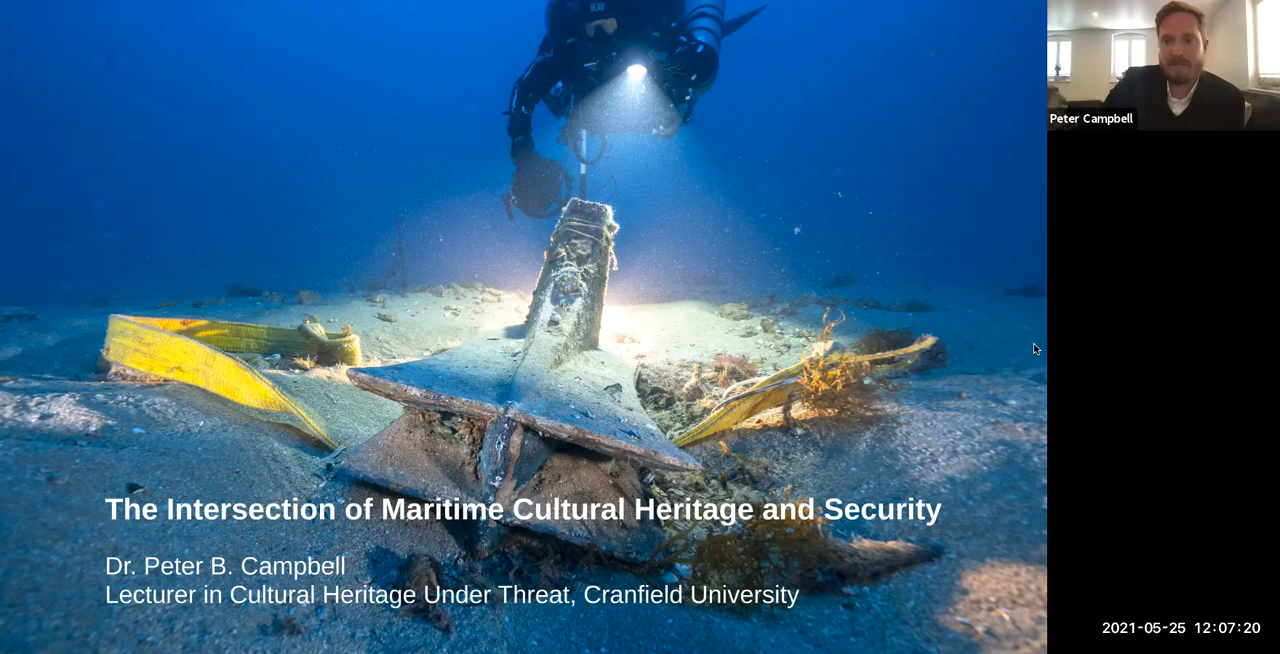 Peter Campbell
The Intersection of Maritime Cultural Heritage and Security
Dr. Peter B. Campbell
Lecturer in Cultural Heritage Under Threat, Cranfield University
2021-05-25 12:07:20